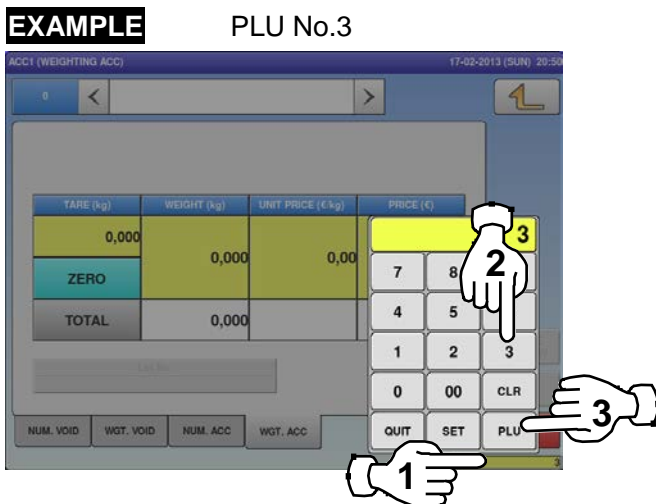 EXAMPLE PLU No.3
ACC1 (WEIGHTING ACC) 17-02-2013 (SUN) 20:50
0 < >
TARE (kg) WEIGHT (kg) UNIT PRICE (€/kg) PRICE (€)
0,000 0,000 0,00
ZERO
TOTAL 0,000
3
7 8
4 5
1 2 3
0 00 CLR
QUIT SET PLU
NUM. VOID WGT. VOID NUM. ACC WGT. ACC
3
2
3
1